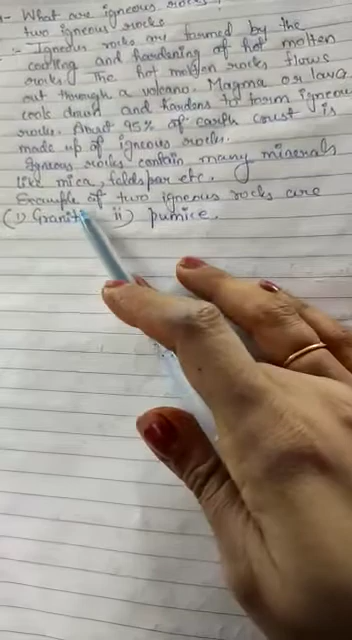 - What are igneous rocks?
two igneous rocks
:- Igneous rocks are formed by the
cooling and hardening of hot molten
rocks. The hot molten rocks flows
out through a volcano. Magma or lava
cools down and hardens to form igneous
rocks. About 95% of earth crust is
made up of igneous rocks.
Igneous rocks contain many minerals
like mica, feldspar etc.
Example of two igneous rocks are
(i) Granit ii) pumice.